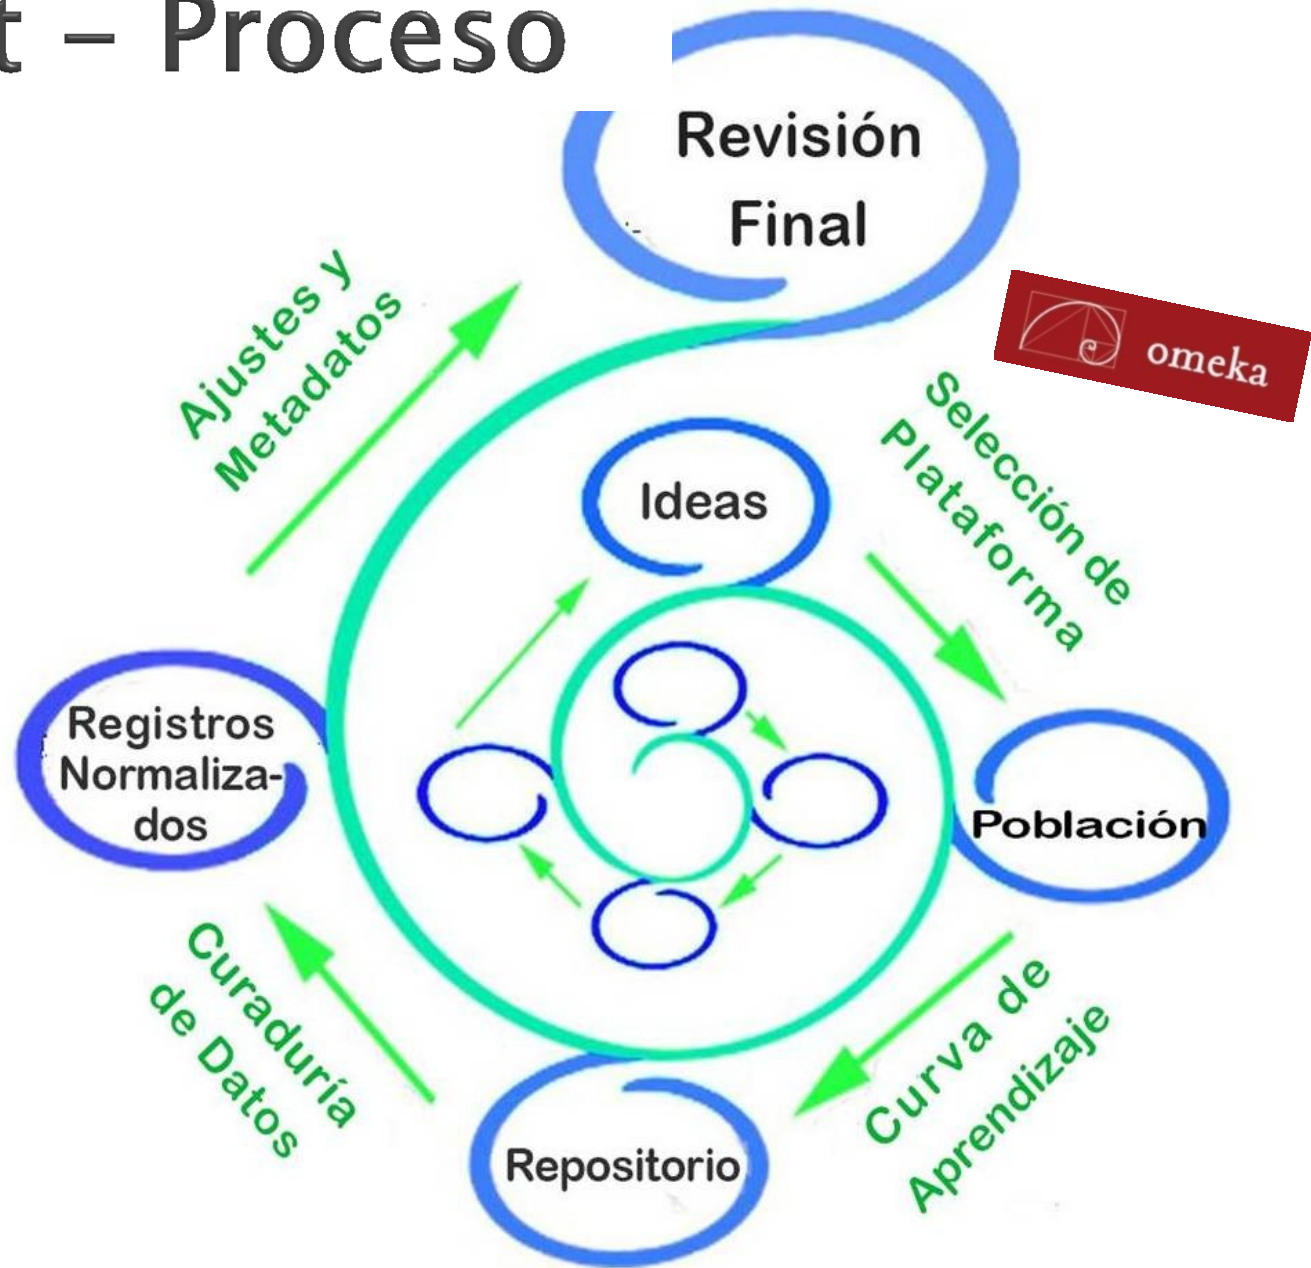 t – Proceso
Revisión
Final
omeka
Ajustes y
Metadatos
Selección de
Plataforma
Ideas
Registros
Normaliza-
dos
Población
Curaduría
de Datos
Curva de
Aprendizaje
Repositorio